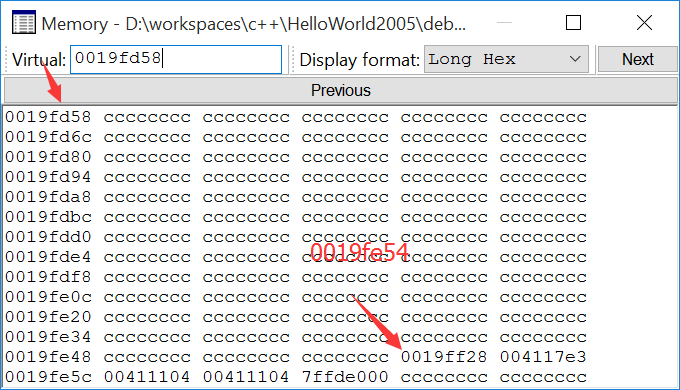 Memory - D:\workspaces\c++\HelloWorld2005\deb...
Virtual: 0019fd58 Display format: Long Hex Next
Previous
0019fd58 cccccccc cccccccc cccccccc cccccccc cccccccc
0019fd6c cccccccc cccccccc cccccccc cccccccc cccccccc
0019fd80 cccccccc cccccccc cccccccc cccccccc cccccccc
0019fd94 cccccccc cccccccc cccccccc cccccccc cccccccc
0019fda8 cccccccc cccccccc cccccccc cccccccc cccccccc
0019fdbc cccccccc cccccccc cccccccc cccccccc cccccccc
0019fdd0 cccccccc cccccccc cccccccc cccccccc cccccccc
0019fe54
0019fde4 cccccccc cccccccc cccccccc cccccccc cccccccc
0019fdf8 cccccccc cccccccc cccccccc cccccccc cccccccc
0019fe0c cccccccc cccccccc cccccccc cccccccc cccccccc
0019fe20 cccccccc cccccccc cccccccc cccccccc cccccccc
0019fe34 cccccccc cccccccc cccccccc cccccccc cccccccc
0019fe48 cccccccc cccccccc cccccccc 0019ff28 004117e3
0019fe5c 00411104 00411104 7ffde000 cccccccc cccccccc